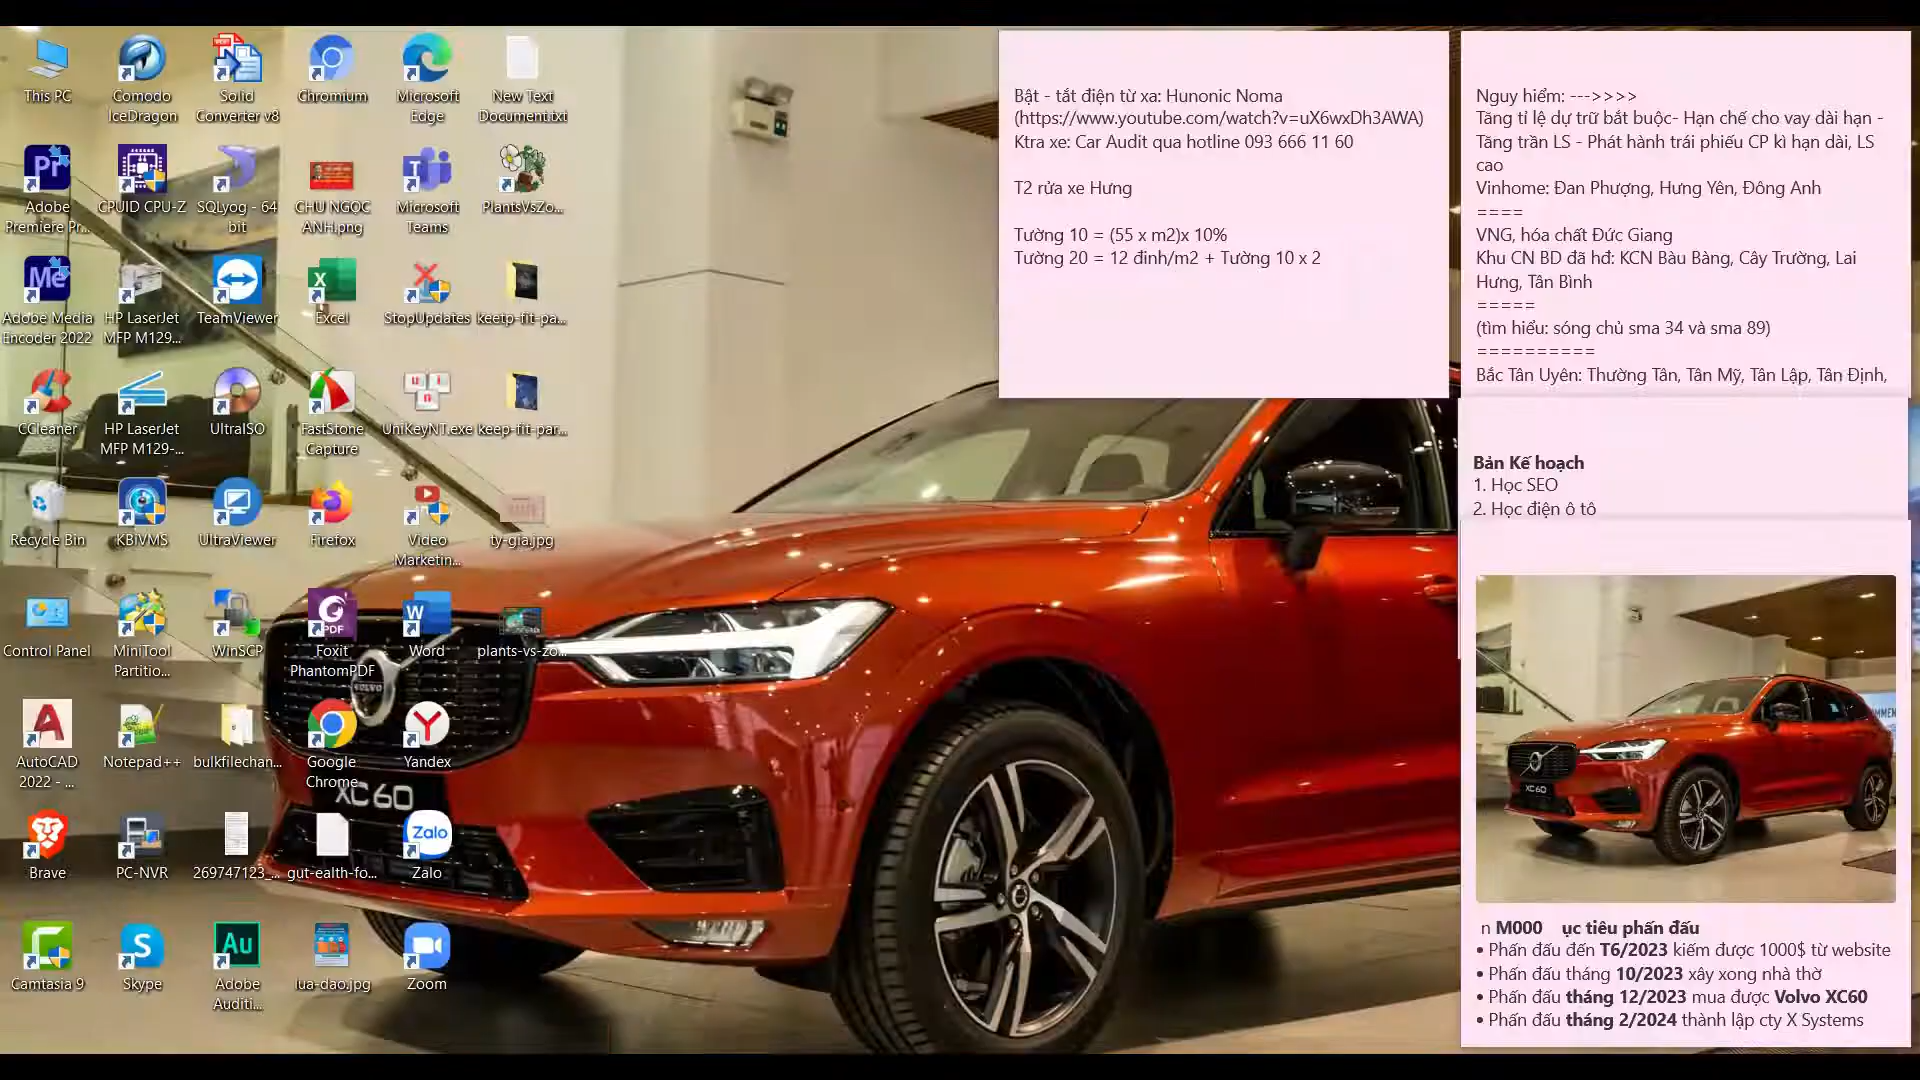 This PC
Comodo
IceDragon
Solid
Converter v8
Chromium
Microsoft
Edge
New Text
Document.txt
Adobe
Premiere Pr...
CPUID CPU-Z
SQLyog - 64
bit
CHU NGOC
ANH.png
Microsoft
Teams
PlantsVsZo...
Adobe Media
Encoder 2022
HP LaserJet
MFP M129...
TeamViewer
Excel
StopUpdates
keetp-fit-pa...
CCleaner
HP LaserJet
MFP M129-...
UltraISO
FastStone
Capture
UniKeyNT.exe
keep-fit-par...
Recycle Bin
KBiVMS
UltraViewer
Firefox
Video
Marketin...
ty-gia.jpg
Control Panel
MiniTool
Partitio...
WinSCP
Foxit
PhantomPDF
Word
plants-vs-zo...
AutoCAD
2022 - ...
Notepad++
bulkfilechan...
Google
Chrome
Yandex
Brave
PC-NVR
269747123_...
gut-ealth-fo...
Zalo
Camtasia 9
Skype
Adobe
Auditi...
lua-dao.jpg
Zoom
VOLVO
XC60
Bật - tắt điện từ xa: Hunonic Noma
(https://www.youtube.com/watch?v=uX6wxDh3AWA)
Ktra xe: Car Audit qua hotline 093 666 11 60
T2 rửa xe Hưng
Tường 10 = (55 x m2)x 10%
Tường 20 = 12 đinh/m2 + Tường 10 x 2
Nguy hiểm: --->>>>
Tăng tỉ lệ dự trữ bắt buộc- Hạn chế cho vay dài hạn -
Tăng trần LS - Phát hành trái phiếu CP kì hạn dài, LS
cao
Vinhome: Đan Phượng, Hưng Yên, Đông Anh
====
VNG, hóa chất Đức Giang
Khu CN BD đã hđ: KCN Bàu Bàng, Cây Trường, Lai
Hưng, Tân Bình
=====
(tìm hiểu: sóng chủ sma 34 và sma 89)
==========
Bắc Tân Uyên: Thường Tân, Tân Mỹ, Tân Lập, Tân Định,
Bản Kế hoạch
1. Học SEO
2. Học điện ô tô
XC60
n M000 ục tiêu phấn đấu
• Phấn đấu đến T6/2023 kiếm được 1000$ từ website
• Phấn đấu tháng 10/2023 xây xong nhà thờ
• Phấn đấu tháng 12/2023 mua được Volvo XC60
• Phấn đấu tháng 2/2024 thành lập cty X Systems